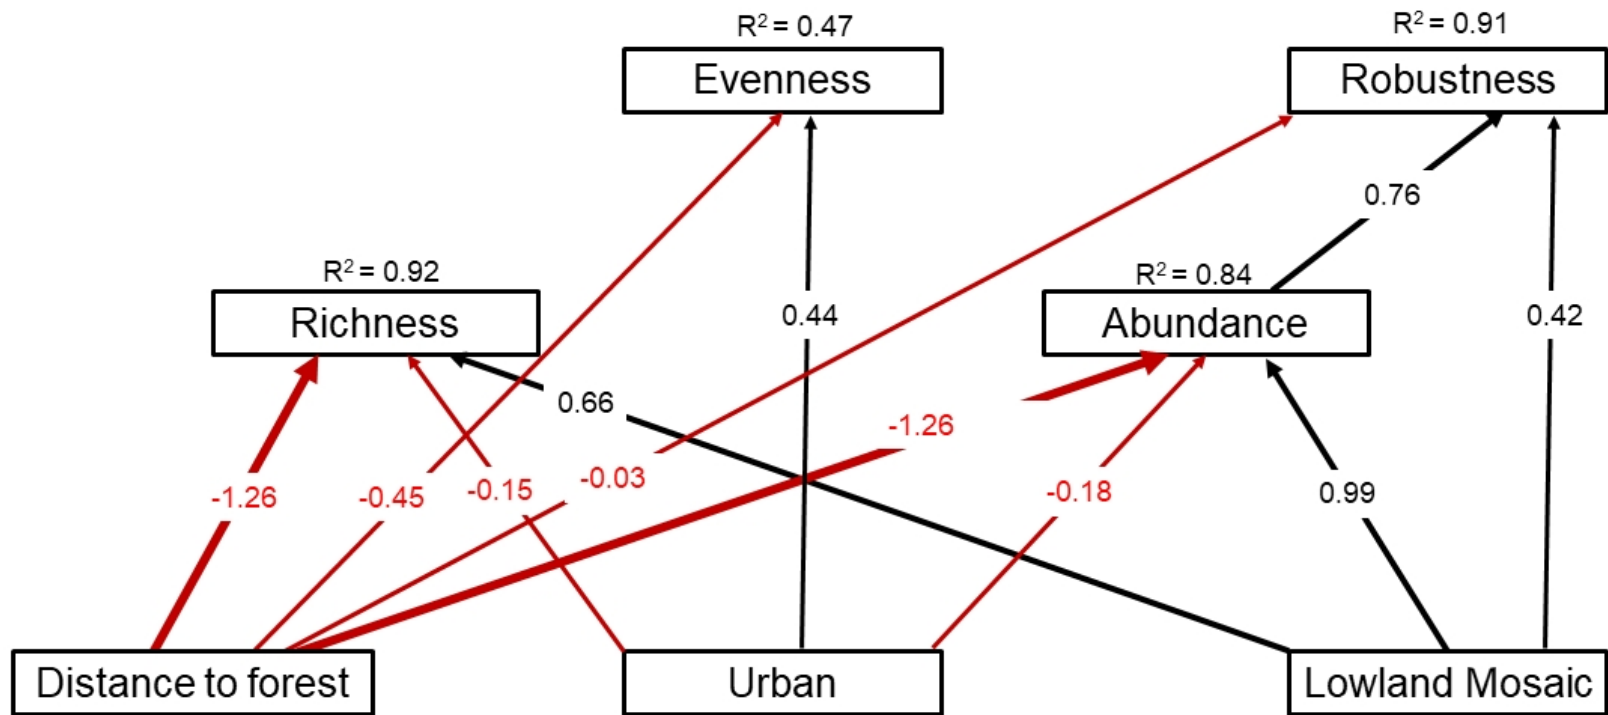 R² = 0.47
R² = 0.91
Evenness
Robustness
0.76
R² = 0.92
R² = 0.84
Richness
0.44
Abundance
0.42
0.66
-1.26
-1.26
-0.45
-0.15
-0.03
-0.18
0.99
Distance to forest
Urban
Lowland Mosaic